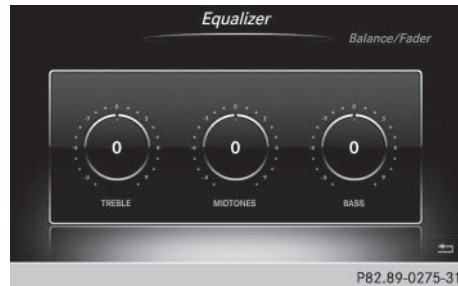 Equalizer
Balance/Fader
0 0 0
TREBLE MIDTONES BASS
P82.89-0275-31